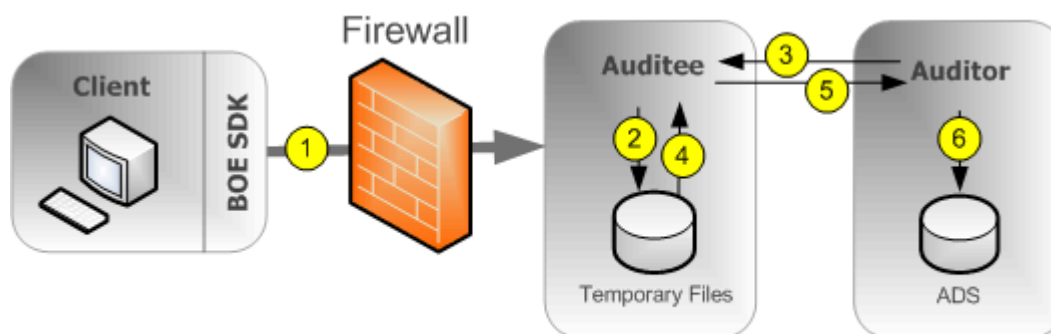 Firewall
Client
BOE SDK
1
Auditee
3
5
Auditor
2
4
6
Temporary Files
ADS